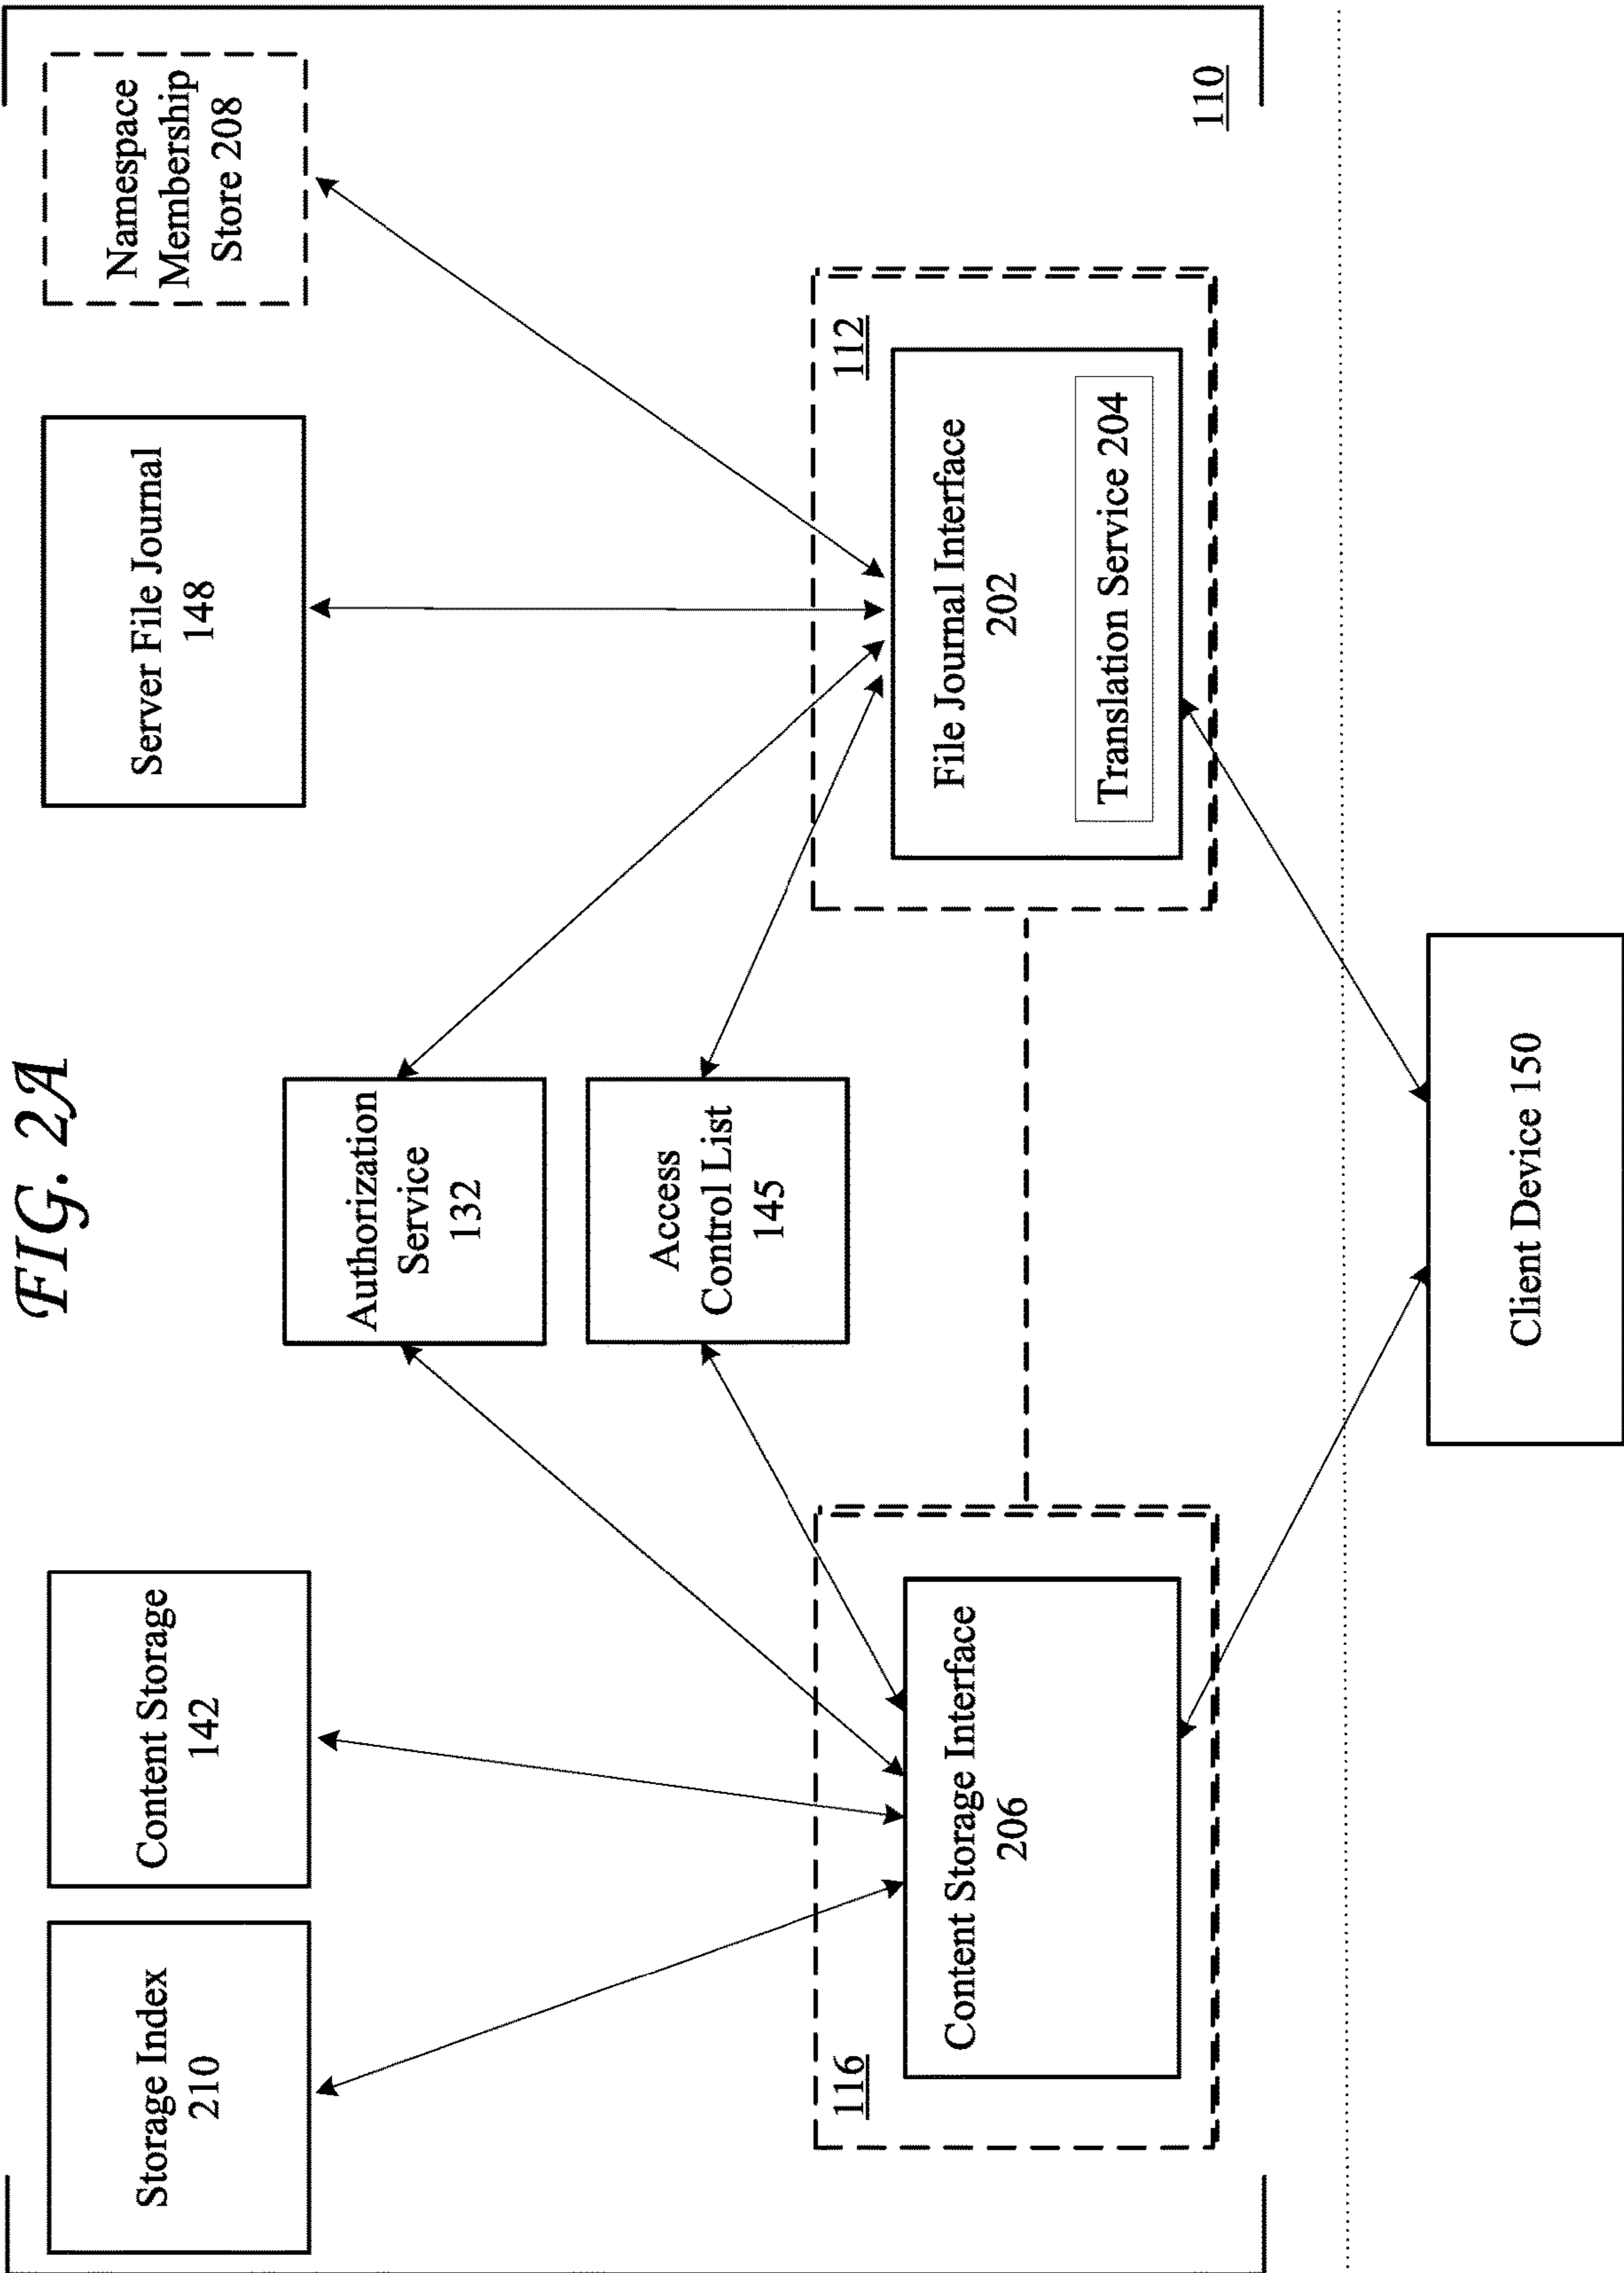 FIG. 2A
Storage Index
210
Content Storage
142
Server File Journal
148
Namespace
Membership
Store 208
Authorization
Service
132
Access
Control List
145
116
Content Storage Interface
206
112
File Journal Interface
202
Translation Service 204
110
Client Device 150